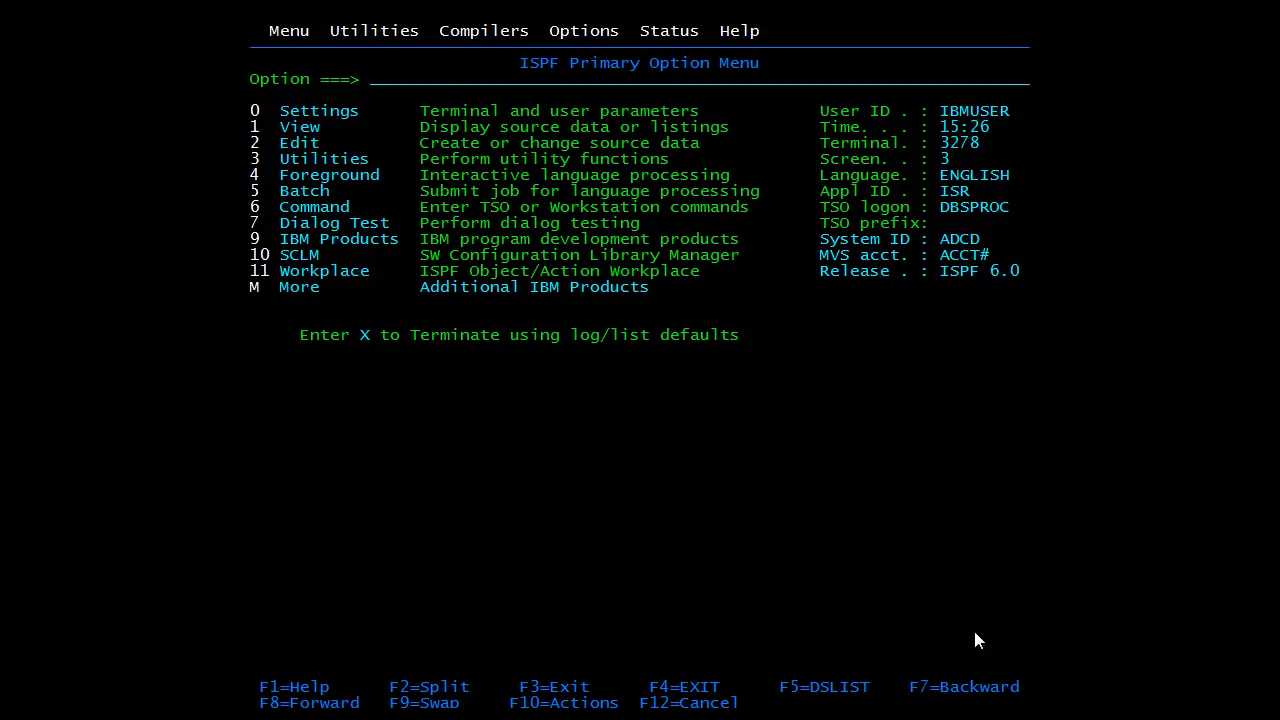 Menu  Utilities  Compilers  Options  Status  Help
ISPF Primary Option Menu
Option ===>
0  Settings  Terminal and user parameters  User ID . : IBMUSER
1  View  Display source data or listings  Time. . . : 15:26
2  Edit  Create or change source data  Terminal. : 3278
3  Utilities  Perform utility functions  Screen. . : 3
4  Foreground  Interactive language processing  Language. : ENGLISH
5  Batch  Submit job for language processing  Appl ID . : ISR
6  Command  Enter TSO or Workstation commands  TSO logon : DBSPROC
7  Dialog Test  Perform dialog testing  TSO prefix:
9  IBM Products  IBM program development products  System ID : ADCD
10 SCLM  SW Configuration Library Manager  MVS acct. : ACCT#
11 Workplace  ISPF Object/Action Workplace  Release . : ISPF 6.0
M  More  Additional IBM Products
Enter X to Terminate using log/list defaults
F1=Help  F2=Split  F3=Exit  F4=EXIT  F5=DSLIST  F7=Backward
F8=Forward  F9=Swap  F10=Actions  F12=Cancel